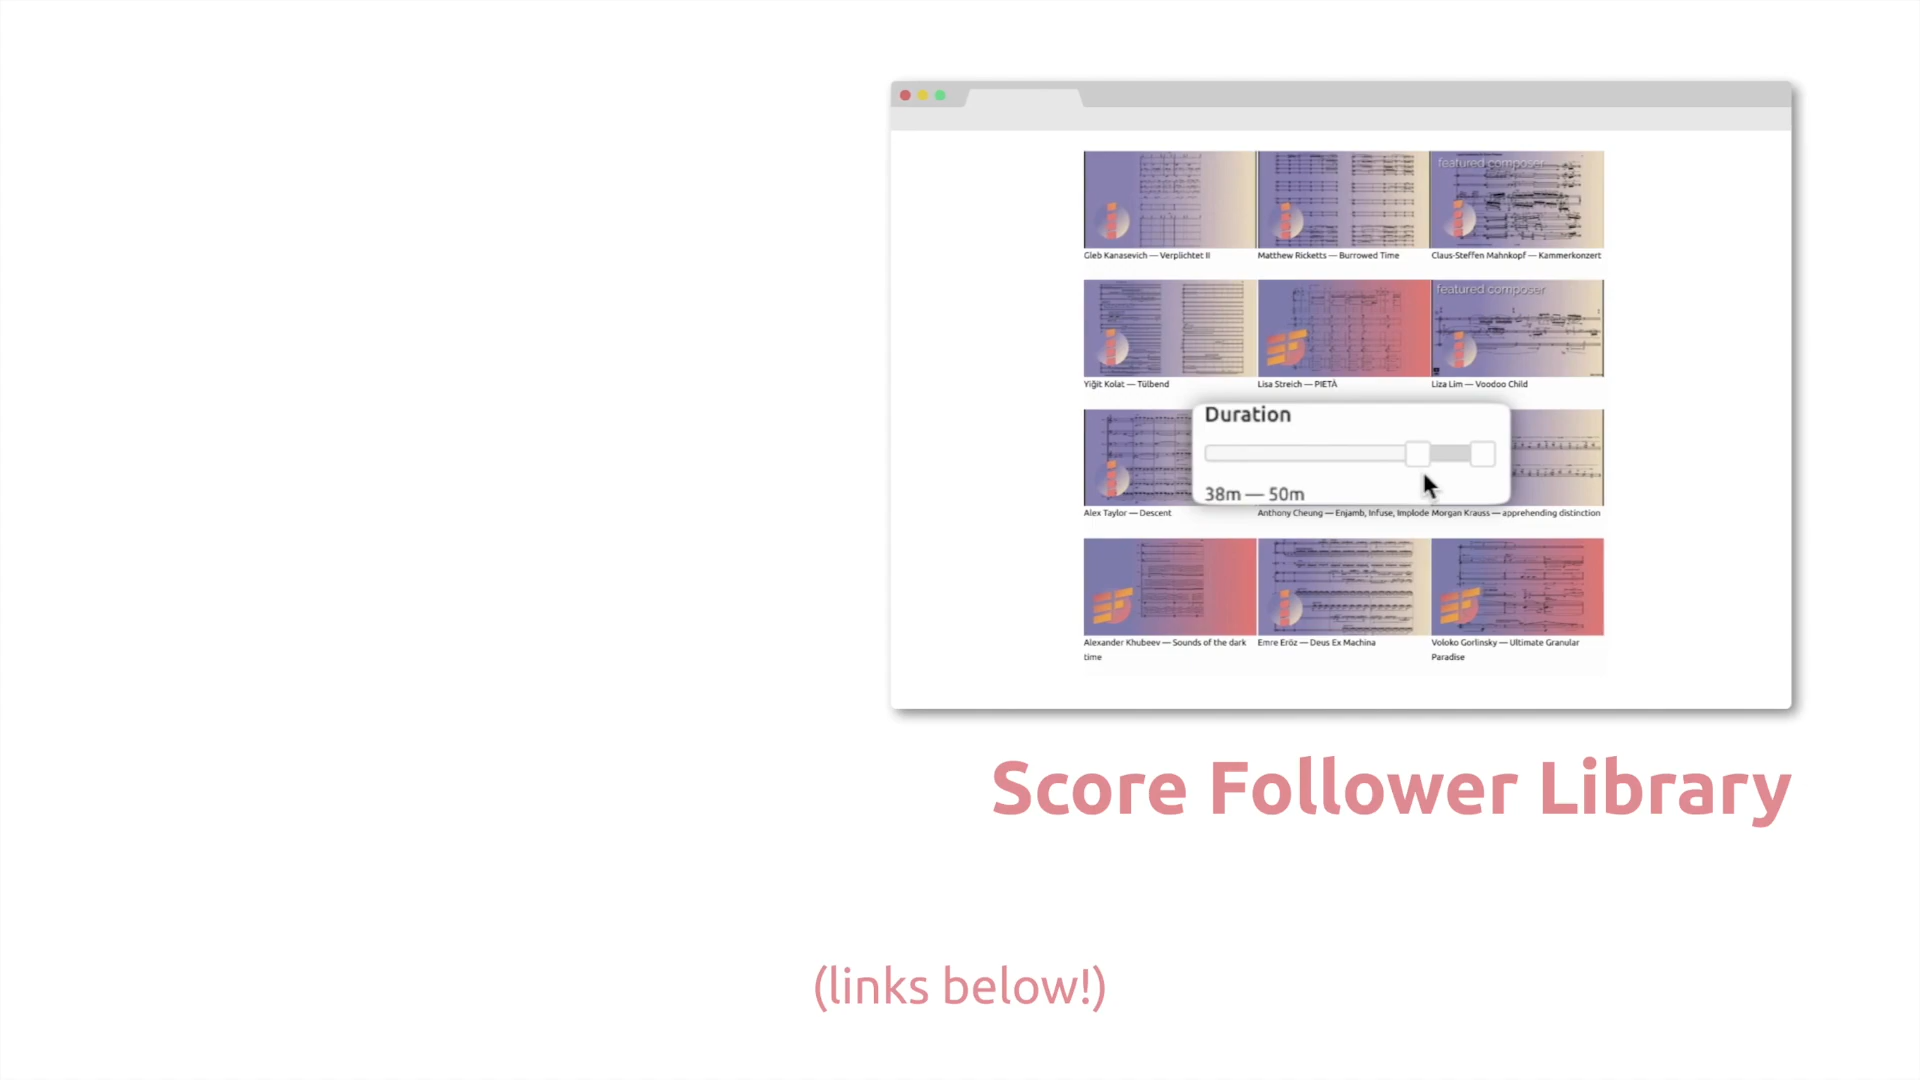 featured composer
Gleb Kanasevich — Verplichtet II
Matthew Ricketts — Burrowed Time
Claus-Steffen Mahnkopf — Kammerkonzert
featured composer
Yiğit Kolat — Tülbend
Lisa Streich — PIETÀ
Liza Lim — Voodoo Child
Duration
38m — 50m
Alex Taylor — Descent
Anthony Cheung — Enjamb, Infuse, Implode
Morgan Krauss — apprehending distinction
Alexander Khubeev — Sounds of the dark
time
Emre Eröz — Deus Ex Machina
Voloko Gorlinsky — Ultimate Granular
Paradise
Score Follower Library
(links below!)